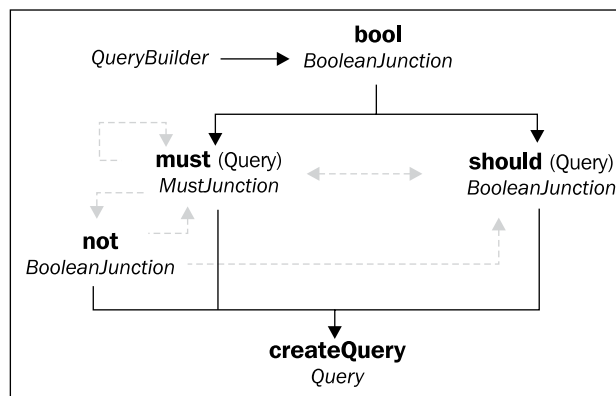 bool
QueryBuilder
BooleanJunction
must (Query)
should (Query)
MustJunction
BooleanJunction
not
BooleanJunction
createQuery
Query